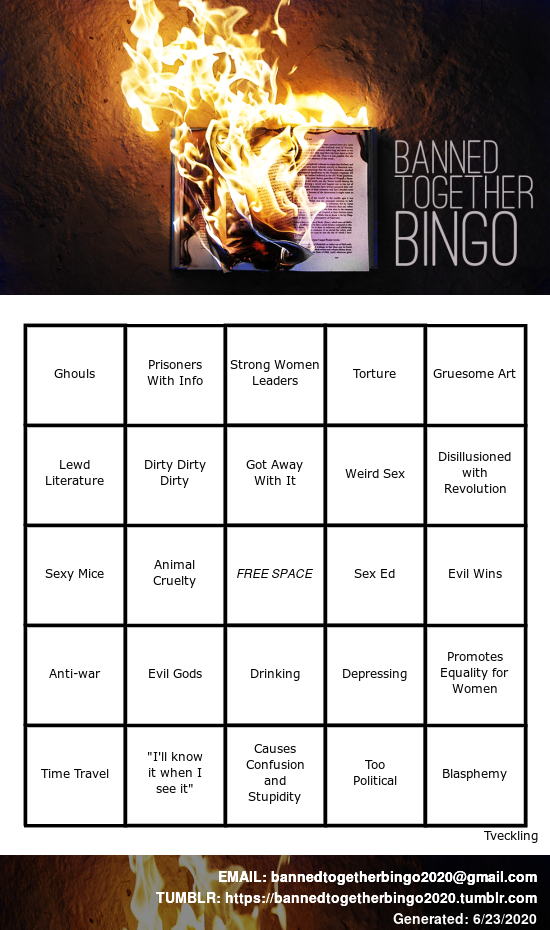 BANNED
TOGETHER
BINGO
Ghouls
Prisoners
With Info
Strong Women
Leaders
Torture
Gruesome Art
Lewd
Literature
Dirty Dirty
Dirty
Got Away
With It
Weird Sex
Disillusioned
with
Revolution
Sexy Mice
Animal
Cruelty
FREE SPACE
Sex Ed
Evil Wins
Anti-war
Evil Gods
Drinking
Depressing
Promotes
Equality for
Women
Time Travel
"I'll know
it when I
see it"
Causes
Confusion
and
Stupidity
Too
Political
Blasphemy
Tveckling
EMAIL: bannedtogetherbingo2020@gmail.com
TUMBLR: https://bannedtogetherbingo2020.tumblr.com
Generated: 6/23/2020